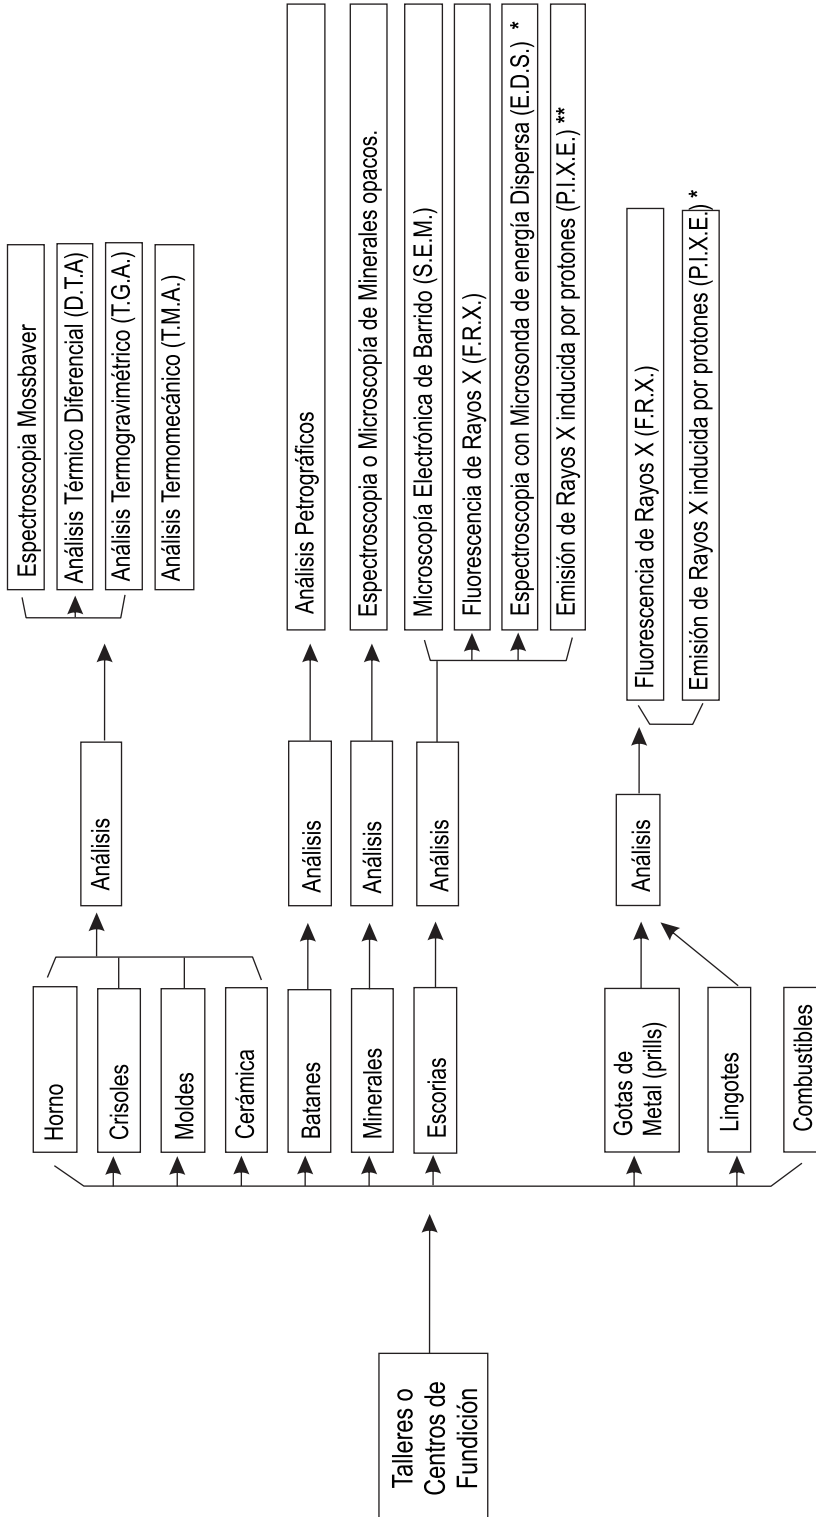 Talleres o
Centros de
Fundición
Horno
Crisoles
Moldes
Cerámica
Batanes
Minerales
Escorias
Gotas de
Metal (prills)
Lingotes
Combustibles
Análisis
Análisis
Análisis
Análisis
Análisis
Espectroscopia Mossbaver
Análisis Térmico Diferencial (D.T.A)
Análisis Termogravimétrico (T.G.A.)
Análisis Termomecánico (T.M.A.)
Análisis Petrográficos
Espectroscopia o Microscopía de Minerales opacos.
Microscopía Electrónica de Barrido (S.E.M.)
Fluorescencia de Rayos X (F.R.X.)
Espectroscopia con Microsonda de energía Dispersa (E.D.S.) *
Emisión de Rayos X inducida por protones (P.I.X.E.) **
Fluorescencia de Rayos X (F.R.X.)
Emisión de Rayos X inducida por protones (P.I.X.E.) *